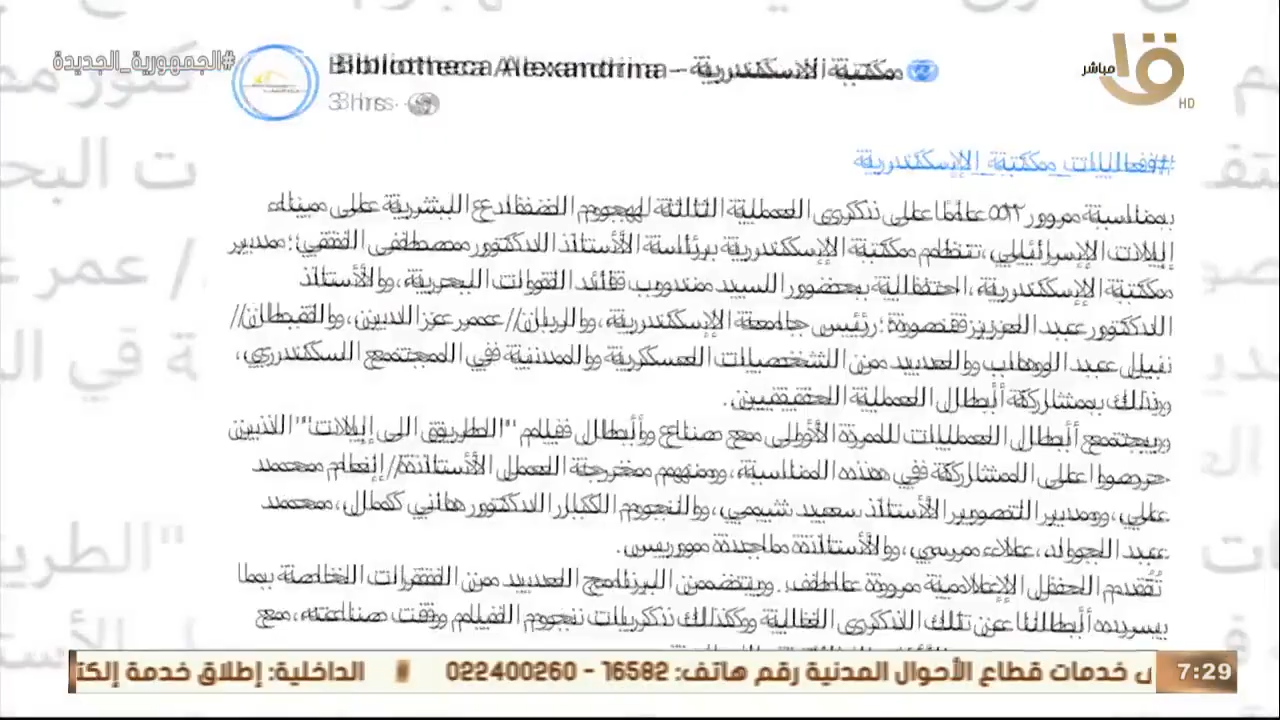 #الجمهورية_الجديدة
Bibliotheca Alexandrina - مكتبة الاسكندرية
مباشر
HD
3 hrs ·
#فعاليات_مكتبة_الإسكندرية
بمناسبة مرور ٥٢ عامًا على ذكرى العملية الثالثة لهجوم الضفادع البشرية على ميناء
إيلات الإسرائيلي، تنظم مكتبة الإسكندرية برئاسة الأستاذ الدكتور مصطفى الفقي؛ مدير
مكتبة الإسكندرية، احتفالية بحضور السيد مندوب قائد القوات البحرية، والأستاذ
الدكتور عبد العزيز قنصوة؛ رئيس جامعة الإسكندرية، والربان/ عمر عز الدين، والقبطان/
نبيل عبد الوهاب والعديد من الشخصيات العسكرية والمدنية في المجتمع السكندري،
وذلك بمشاركة أبطال العملية الحقيقيين.
ويجتمع أبطال العمليات للمرة الأولى مع صناع وأبطال فيلم "الطريق الى إيلات" الذين
حرصوا على المشاركة في هذه المناسبة، ومنهم مخرجة العمل الأستاذة/ إنعام محمد
علي، ومدير التصوير الأستاذ سعيد شيمي، والنجوم الكبار الدكتور هاني كمال، محمد
عبد الجواد، علاء مرسي، والأستاذة ماجدة موريس.
تُقدم الحفل الإعلامية مروة عاطف. ويتضمن البرنامج العديد من الفقرات الخاصة بما
يسرده أبطالنا عن تلك الذكرى الغالية وكذلك ذكريات نجوم الفيلم وقت صناعته، مع
7:29
خدمات قطاع الأحوال المدنية رقم هاتف: 16582 - 022400260
الداخلية: إطلاق خدمة